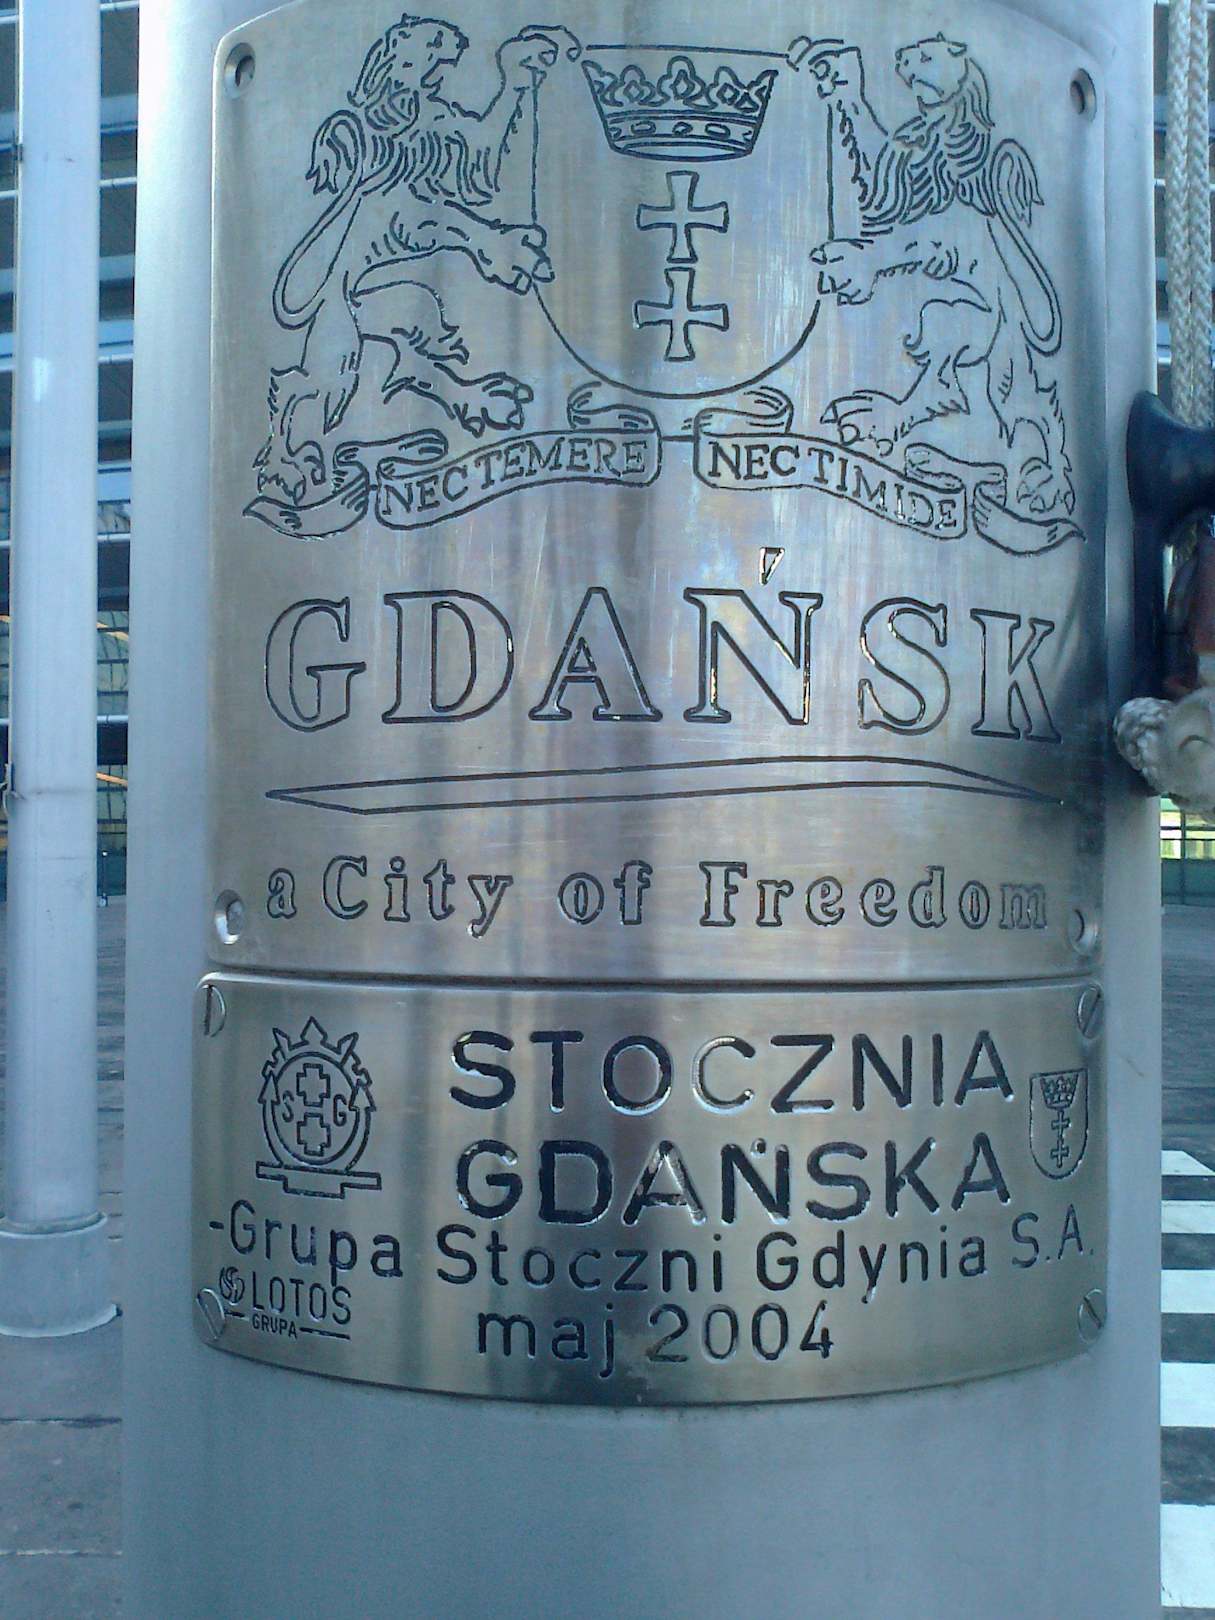 NEC TEMERE NEC TIMIDE
GDAŃSK
a City of Freedom
S G
STOCZNIA
GDAŃSKA
-Grupa Stoczni Gdynia S.A.
LOTOS
GRUPA
maj 2004